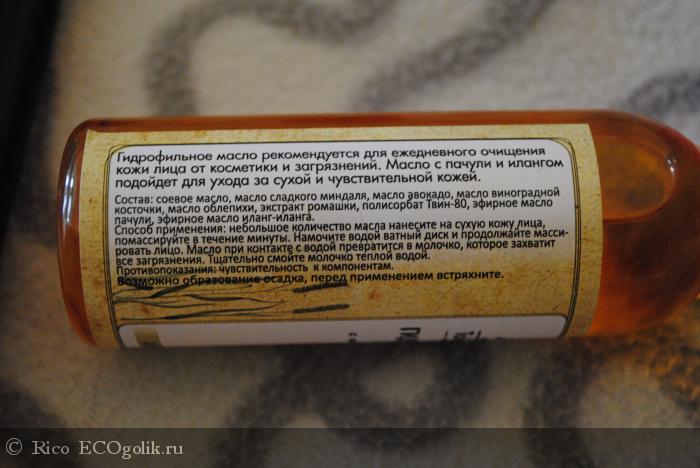 Гидрофильное масло рекомендуется для ежедневного очищения
кожи лица от косметики и загрязнений. Масло с пачули и илангом
подойдет для ухода за сухой и чувствительной кожей.
Состав: соевое масло, масло сладкого миндаля, масло авокадо, масло виноградной
косточки, масло облепихи, экстракт ромашки, полисорбат Твин-80, эфирное масло
пачули, эфирное масло иланг-иланга.
Способ применения: небольшое количество масла нанесите на сухую кожу лица,
помассируйте в течение минуты. Намочите водой ватный диск и продолжайте масси-
ровать лицо. Масло при контакте с водой превратится в молочко, которое захватит
все загрязнения. Тщательно смойте молочко теплой водой.
Противопоказания: чувствительность к компонентам.
Возможно образование осадка, перед применением встряхните.
© Rico ECOgolik.ru